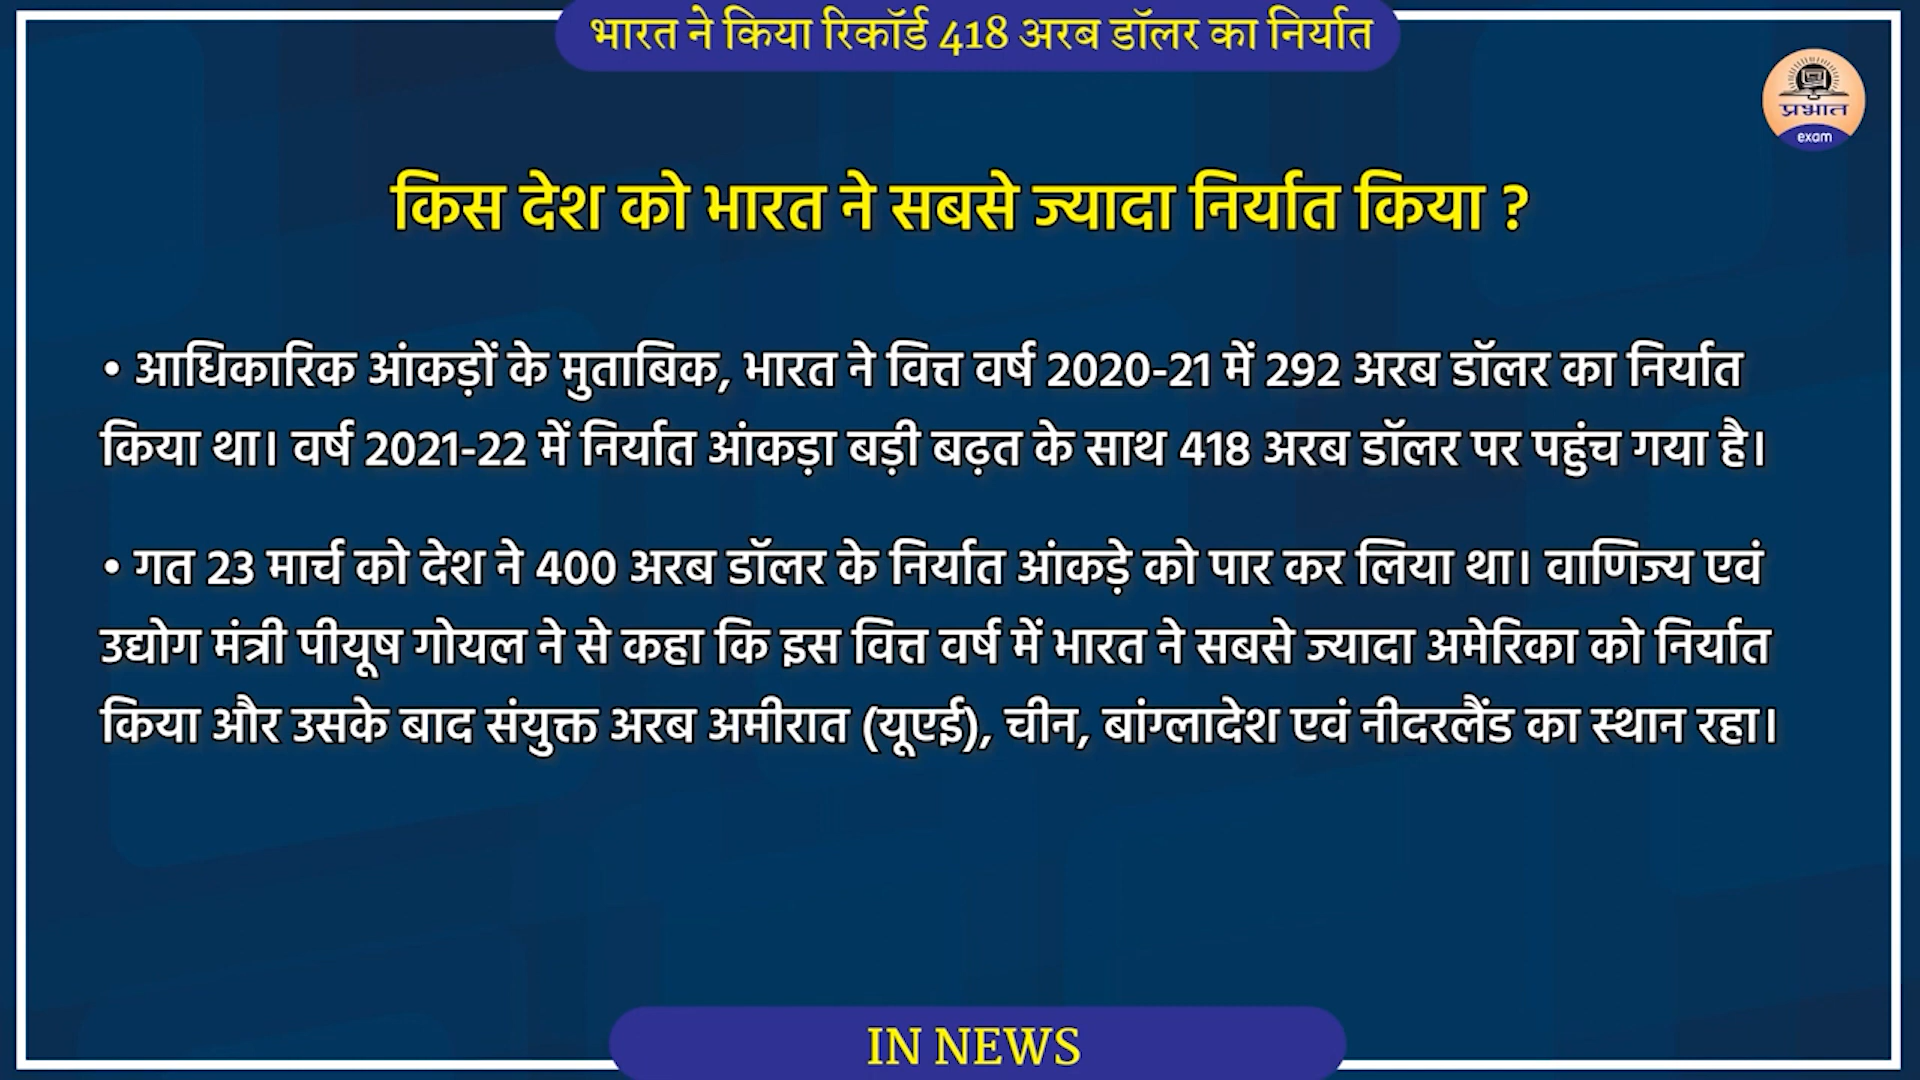 भारत ने किया रिकॉर्ड 418 अरब डॉलर का निर्यात
प्रभात
exam
किस देश को भारत ने सबसे ज्यादा निर्यात किया ?
• आधिकारिक आंकड़ों के मुताबिक, भारत ने वित्त वर्ष 2020-21 में 292 अरब डॉलर का निर्यात
किया था। वर्ष 2021-22 में निर्यात आंकड़ा बड़ी बढ़त के साथ 418 अरब डॉलर पर पहुंच गया है।
• गत 23 मार्च को देश ने 400 अरब डॉलर के निर्यात आंकड़े को पार कर लिया था। वाणिज्य एवं
उद्योग मंत्री पीयूष गोयल ने से कहा कि इस वित्त वर्ष में भारत ने सबसे ज्यादा अमेरिका को निर्यात
किया और उसके बाद संयुक्त अरब अमीरात (यूएई), चीन, बांग्लादेश एवं नीदरलैंड का स्थान रहा।
IN NEWS